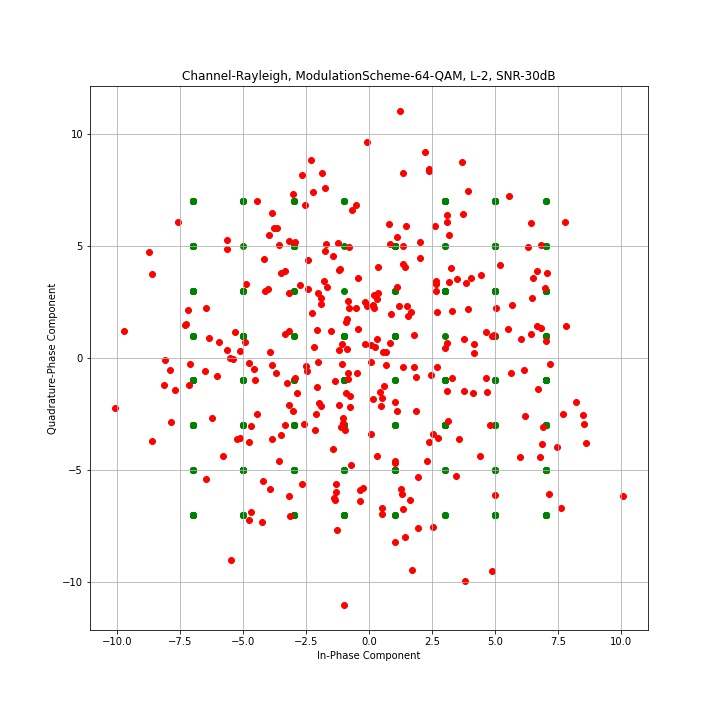 Channel-Rayleigh, ModulationScheme-64-QAM, L-2, SNR-30dB
Quadrature-Phase Component
10
5
0
−5
−10
−10.0 −7.5 −5.0 −2.5 0.0 2.5 5.0 7.5 10.0
In-Phase Component